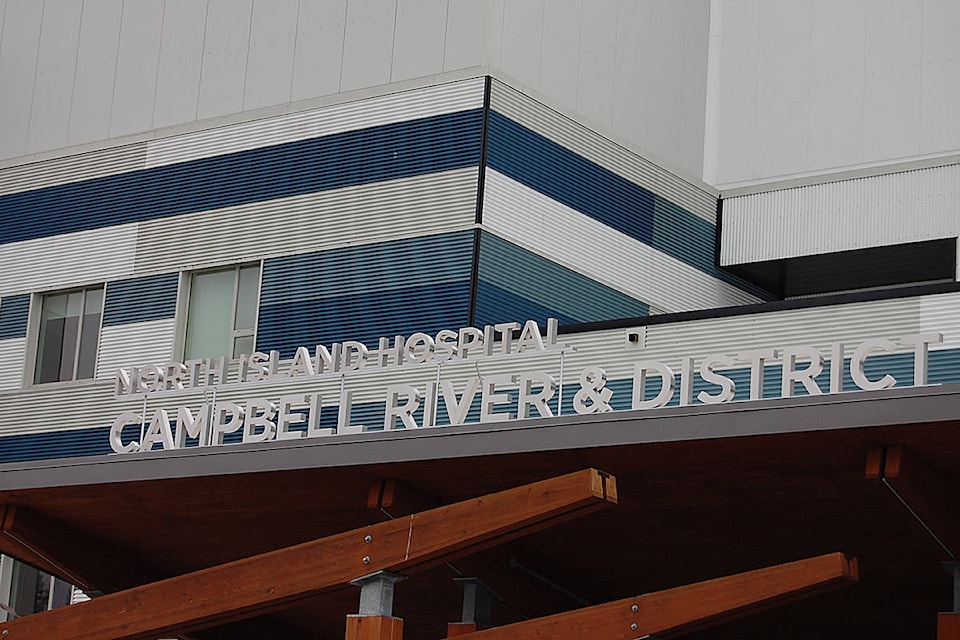 NORTH ISLAND HOSPITAL
CAMPBELL RIVER & DISTRICT